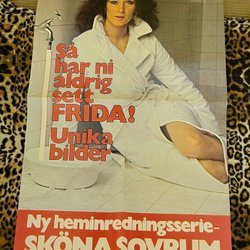 Så
har ni
aldrig
sett
FRIDA!
Unika
bilder
Ny heminredningsserie-
SKÖNA SOVRUM